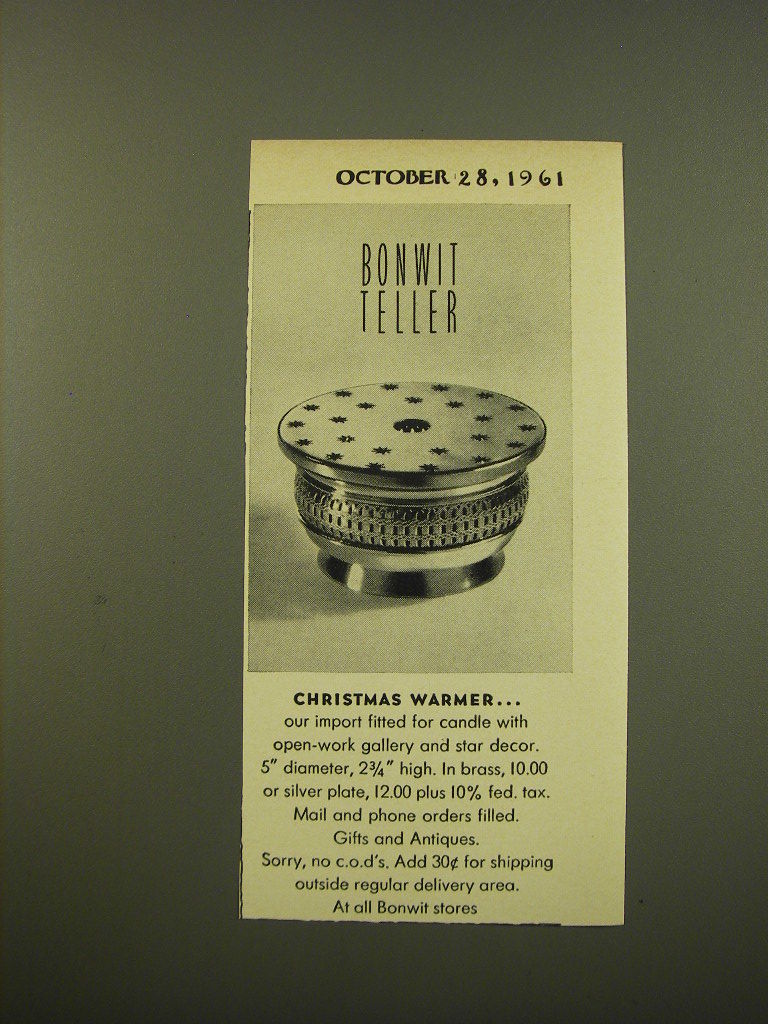 OCTOBER 28, 1961
BONWIT
TELLER
CHRISTMAS WARMER...
our import fitted for candle with
open-work gallery and star decor.
5" diameter, 2¾" high. In brass, 10.00
or silver plate, 12.00 plus 10% fed. tax.
Mail and phone orders filled.
Gifts and Antiques.
Sorry, no c.o.d's. Add 30¢ for shipping
outside regular delivery area.
At all Bonwit stores